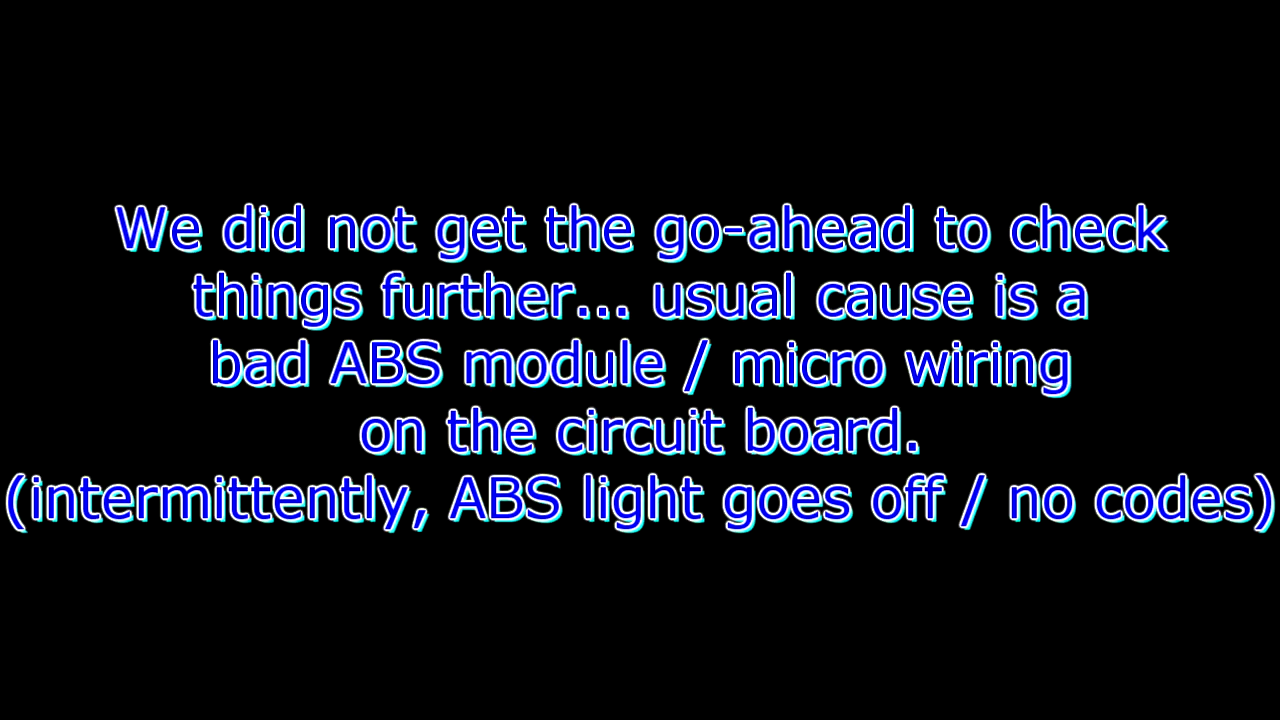 We did not get the go-ahead to check
things further... usual cause is a
bad ABS module / micro wiring
on the circuit board.
(intermittently, ABS light goes off / no codes)